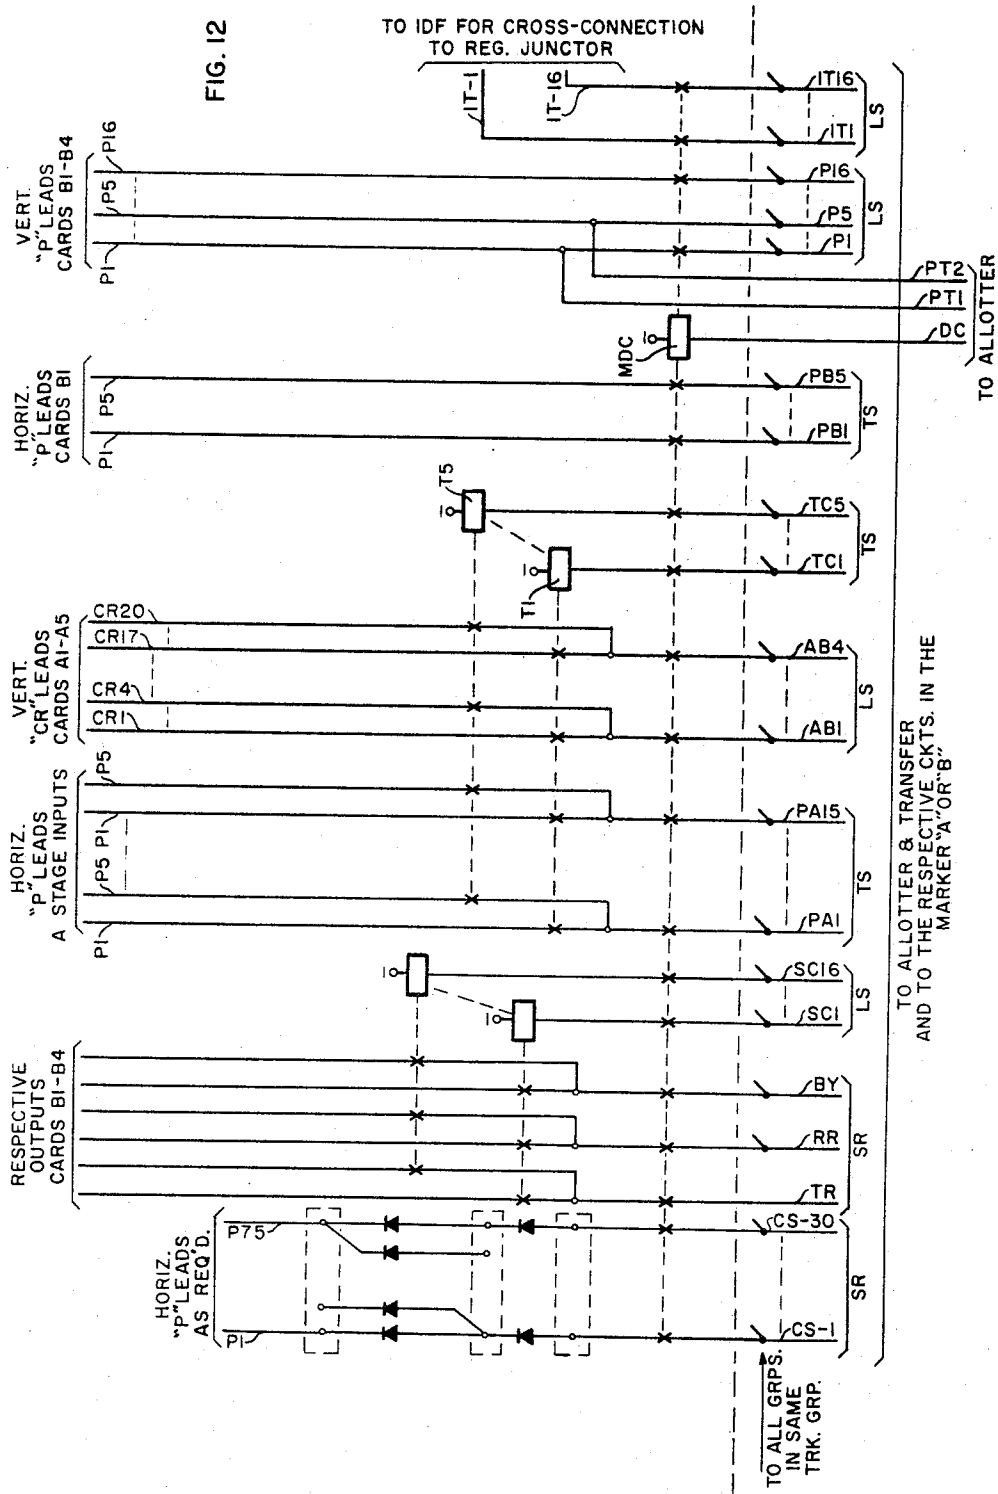 FIG. 12
TO IDF FOR CROSS-CONNECTION
TO REG. JUNCTOR
IT-1
IT-16
IT16
IT1
LS
VERT.
"P" LEADS
CARDS B1-B4
P16
P5
P1
P16
P5
P1
LS
PT2
PT1
DC
TO ALLOTTER
MDC
HORIZ.
"P" LEADS
CARDS B1
P5
P1
PB5
PB1
TS
T5
T1
TC5
TC1
TS
VERT.
"CR" LEADS
CARDS A1-A5
CR20
CR17
CR4
CR1
AB4
AB1
LS
HORIZ.
"P" LEADS
A STAGE INPUTS
P5
P1
P5
P1
PA15
PA1
TS
SC16
SC1
LS
RESPECTIVE
OUTPUTS
CARDS B1-B4
BY
RR
TR
SR
HORIZ.
"P" LEADS
AS REQ'D.
P75
P1
CS-30
CS-1
SR
TO ALLOTTER & TRANSFER
AND TO THE RESPECTIVE CKTS. IN THE
MARKER "A" OR "B"
TO ALL GRPS.
IN SAME
TRK. GRP.